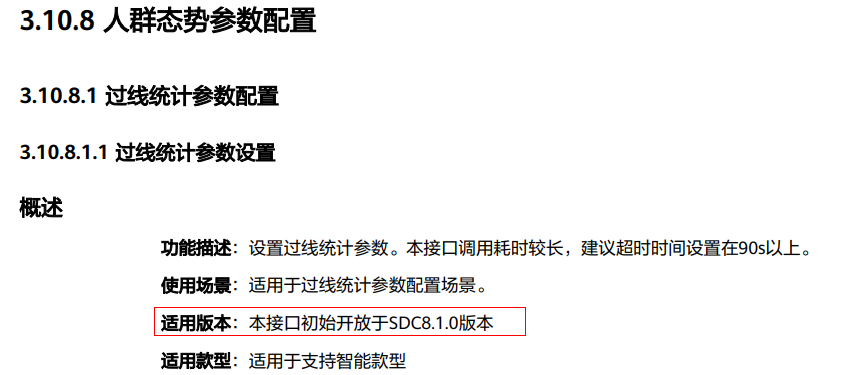 3.10.8 人群态势参数配置
3.10.8.1 过线统计参数配置
3.10.8.1.1 过线统计参数设置
概述
功能描述：设置过线统计参数。本接口调用耗时较长，建议超时时间设置在90s以上。
使用场景：适用于过线统计参数配置场景。
适用版本：本接口初始开放于SDC8.1.0版本
适用款型：适用于支持智能款型